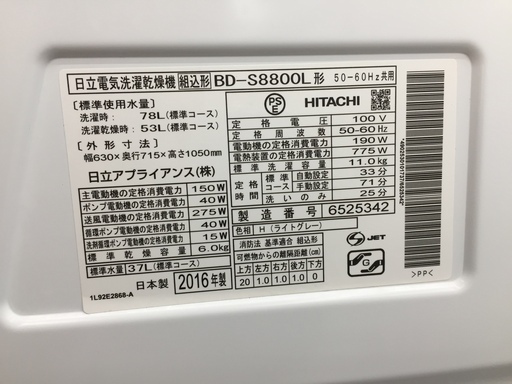 日立電気洗濯乾燥機 組込形 BD-S8800L形 50-60Hz共用
[標準使用水量]
洗濯時: 78L(標準コース)
洗濯乾燥時: 53L(標準コース)
[外形寸法]
幅630×奥行715×高さ1050mm
日立アプライアンス(株)
主電動機の定格消費電力 150W
ポンプ電動機の定格消費電力 40W
送風電動機の定格消費電力 275W
循環ポンプ電動機の定格消費電力 40W
洗剤循環ポンプ電動機の定格消費電力 15W
標準乾燥容量 6.0kg
標準水量 37L(標準コース)
日本製 2016年製
1L92E2868-A
PS
E
HITACHI
定格電圧 100V
定格周波数 50-60Hz
電動機の定格消費電力 190W
電熱装置の定格消費電力 775W
標準洗濯容量 11.0kg
定格時間 標準 自動設定 33分
手動設定 71分
洗いのみ 25分
製造番号 6525342
色相 H(ライトグレー)
消防法 基準適合 組込形
可燃物からの離隔距離(cm)
上方 左方 右方 前方 後方 下方
20 1.0 1.0 1.0 0
S JET
G
>PP<